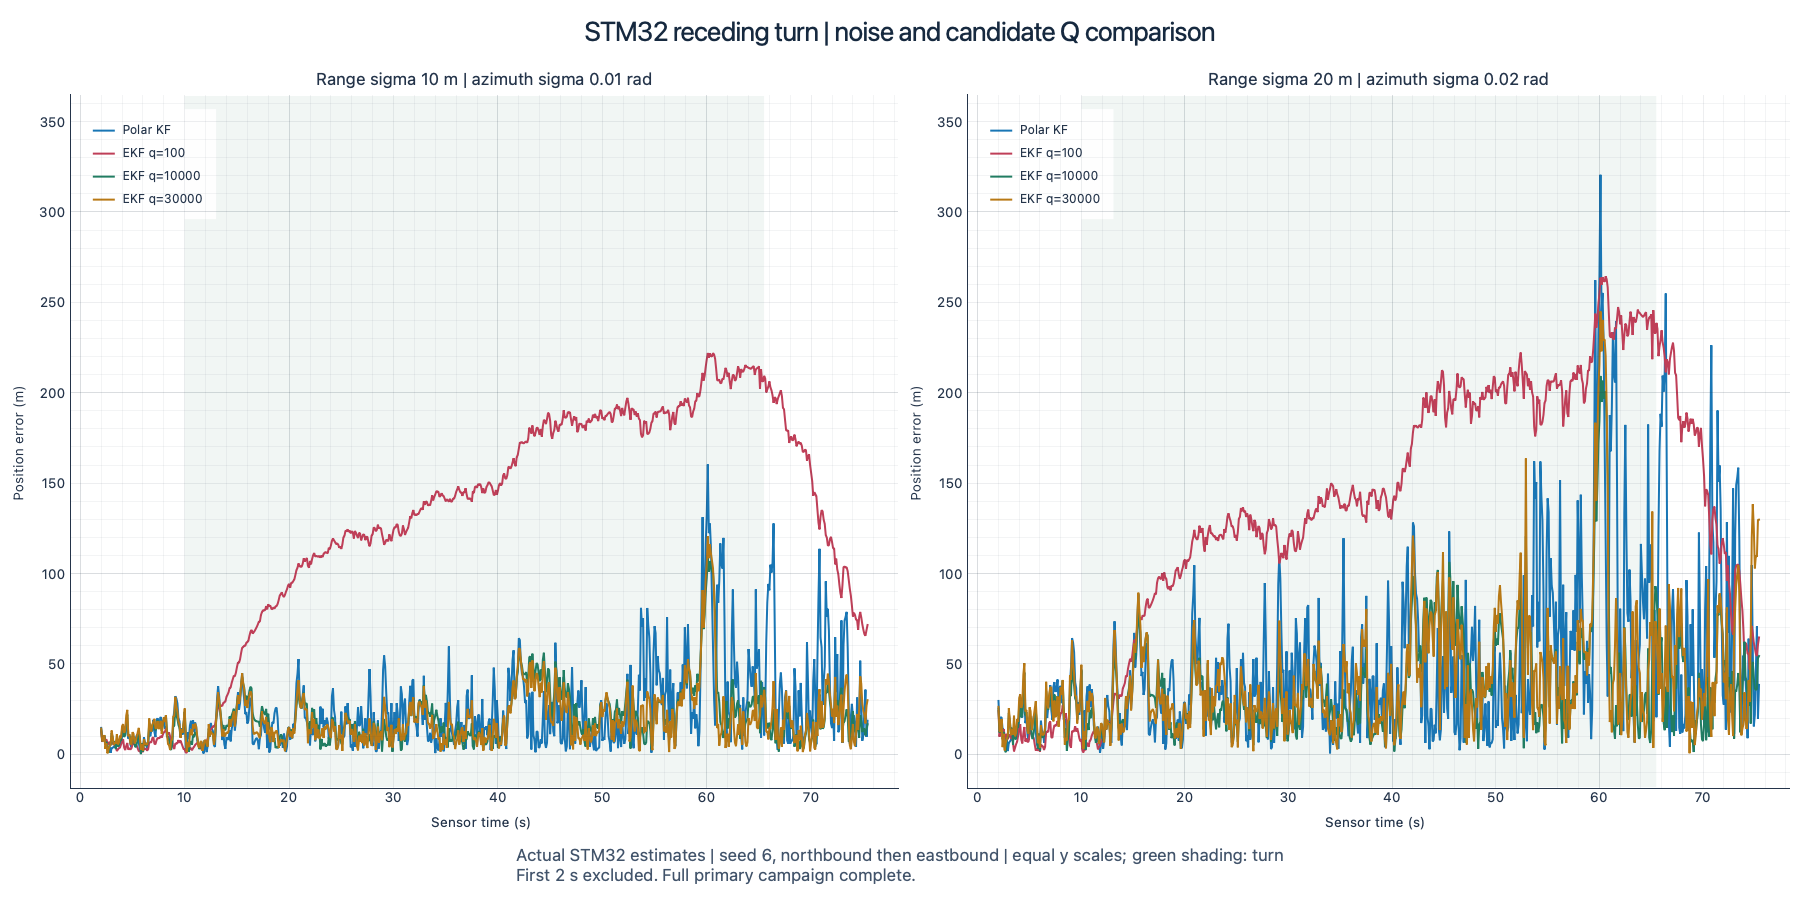 STM32 receding turn | noise and candidate Q comparison
Range sigma 10 m | azimuth sigma 0.01 rad
Polar KF
EKF q=100
EKF q=10000
EKF q=30000
350
300
250
200
150
100
50
0
Position error (m)
0 10 20 30 40 50 60 70
Sensor time (s)
Range sigma 20 m | azimuth sigma 0.02 rad
Polar KF
EKF q=100
EKF q=10000
EKF q=30000
350
300
250
200
150
100
50
0
Position error (m)
0 10 20 30 40 50 60 70
Sensor time (s)
Actual STM32 estimates | seed 6, northbound then eastbound | equal y scales; green shading: turn
First 2 s excluded. Full primary campaign complete.